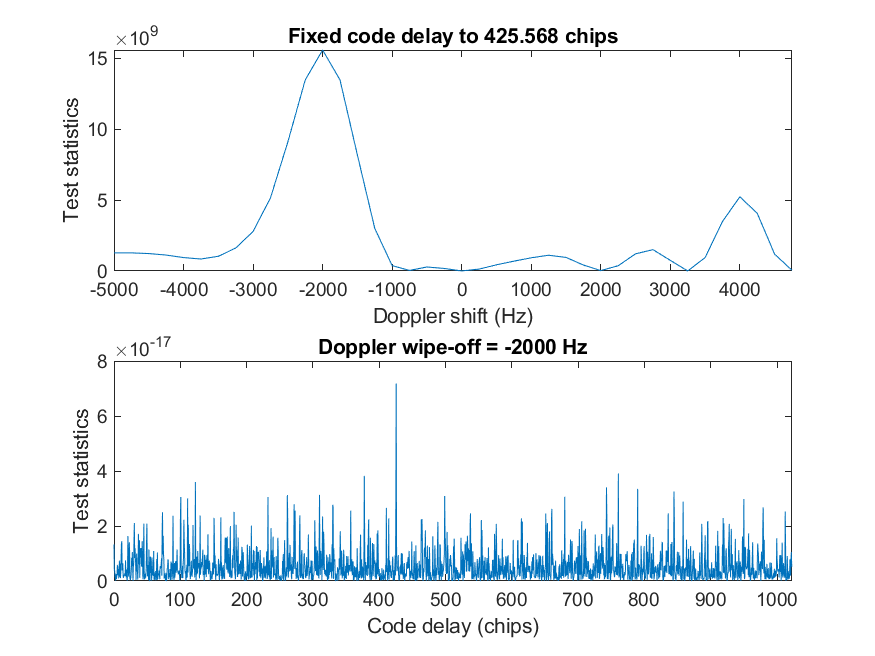 ×10⁹
Fixed code delay to 425.568 chips
Test statistics
15
10
5
0
-5000 -4000 -3000 -2000 -1000 0 1000 2000 3000 4000
Doppler shift (Hz)
×10⁻¹⁷
Doppler wipe-off = -2000 Hz
Test statistics
8
6
4
2
0
0 100 200 300 400 500 600 700 800 900 1000
Code delay (chips)